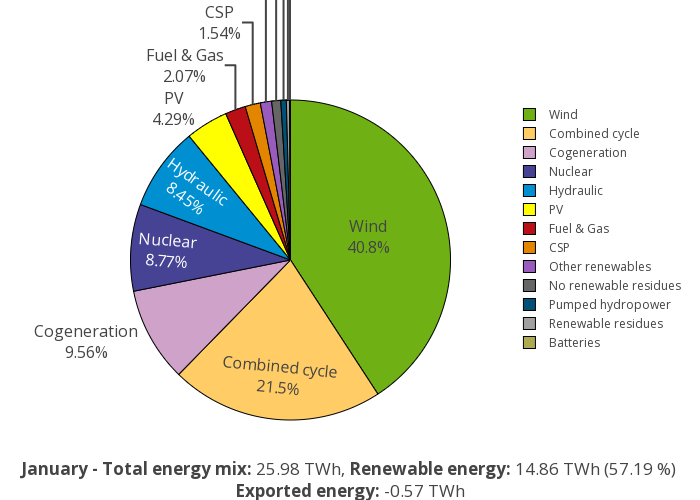 CSP
1.54%
Fuel & Gas
2.07%
PV
4.29%
Hydraulic
8.45%
Nuclear
8.77%
Cogeneration
9.56%
Combined cycle
21.5%
Wind
40.8%
Wind
Combined cycle
Cogeneration
Nuclear
Hydraulic
PV
Fuel & Gas
CSP
Other renewables
No renewable residues
Pumped hydropower
Renewable residues
Batteries
January - Total energy mix: 25.98 TWh, Renewable energy: 14.86 TWh (57.19 %)
Exported energy: -0.57 TWh